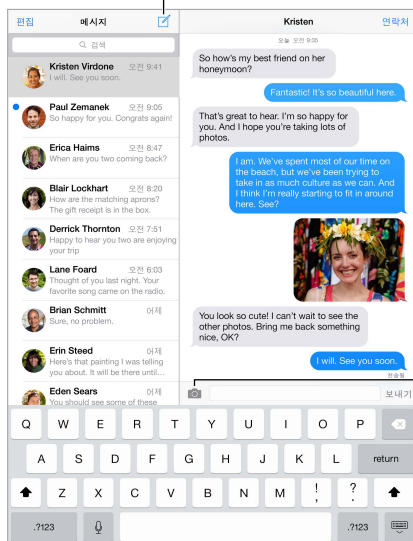 편집
메시지
Kristen
연락처
검색
Kristen Virdone 오전 9:41
I will. See you soon.
Paul Zemanek 오전 9:05
So happy for you. Congrats again!
Erica Haims 오전 8:47
When are you two coming back?
Blair Lockhart 오전 8:20
How are the matching aprons?
The gift receipt is in the box.
Derrick Thornton 오전 7:51
Happy to hear you two are enjoying
your trip
Lane Foard 오전 6:03
Thought of you last night. Your
favorite song came on the radio.
Brian Schmitt 어제
Sure, no problem.
Erin Steed 어제
Here's that painting I was telling
you about. It will be there until...
Eden Sears 어제
You should see some of these
오늘 오전 9:05
So how's my best friend on her
honeymoon?
Fantastic! It's so beautiful here.
That's great to hear. I'm so happy for
you. And I hope you're taking lots of
photos.
I am. We've spent most of our time on
the beach, but we've been trying to
take in as much culture as we can. And
I think I'm really starting to fit in around
here. See?
You look so cute! I can't wait to see the
other photos. Bring me back something
nice, OK?
I will. See you soon.
전송됨
보내기
Q W E R T Y U I O P
A S D F G H J K L return
Z X C V B N M ! , ? .
.?123 .?123